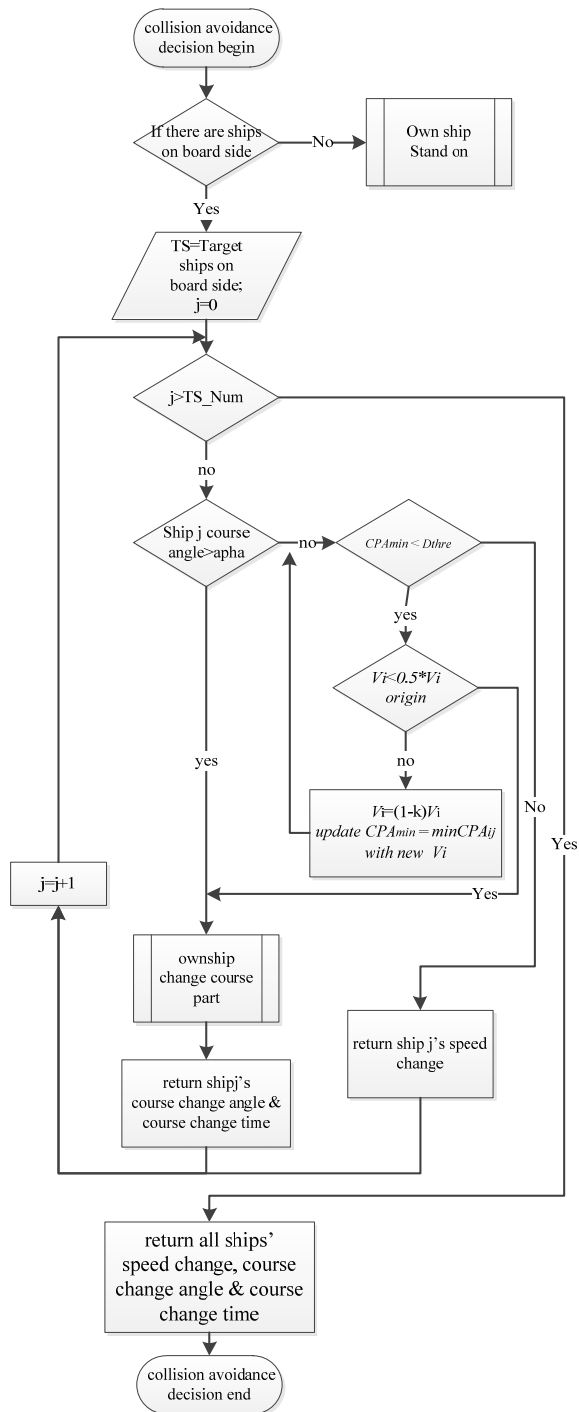 collision avoidance
decision begin
If there are ships
on board side
No
Own ship
Stand on
Yes
TS=Target
ships on
board side;
j=0
j>TS_Num
no
Ship j course
angle>apha
no
CPAmin < Dthre
yes
Vi<0.5*Vi
origin
yes
no
No
Vi=(1-k)Vi
update CPAmin = minCPAij
with new Vi
Yes
j=j+1
Yes
ownship
change course
part
return ship j's speed
change
return shipj's
course change angle &
course change time
return all ships'
speed change, course
change angle & course
change time
collision avoidance
decision end